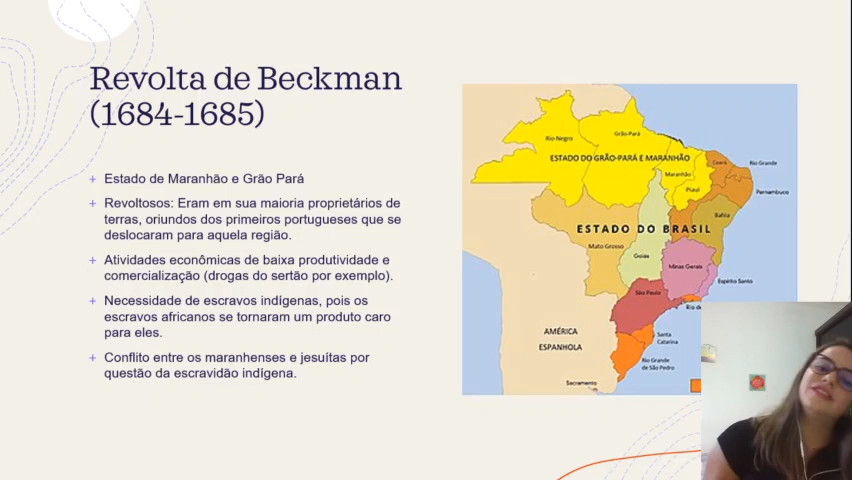 Revolta de Beckman
(1684-1685)
+ Estado de Maranhão e Grão Pará
+ Revoltosos: Eram em sua maioria proprietários de
terras, oriundos dos primeiros portugueses que se
deslocaram para aquela região.
+ Atividades econômicas de baixa produtividade e
comercialização (drogas do sertão por exemplo).
+ Necessidade de escravos indígenas, pois os
escravos africanos se tornaram um produto caro
para eles.
+ Conflito entre os maranhenses e jesuítas por
questão da escravidão indígena.
Rio Negro
Grão-Pará
ESTADO DO GRÃO-PARÁ E MARANHÃO
Maranhão
Ceará
Rio Grande
Piauí
Pernambuco
Bahia
ESTADO DO BRASIL
Mato Grosso
Goiás
Minas Gerais
Espírito Santo
São Paulo
Rio de
AMÉRICA
ESPANHOLA
Santa
Catarina
Rio Grande
de São Pedro
Sacramento